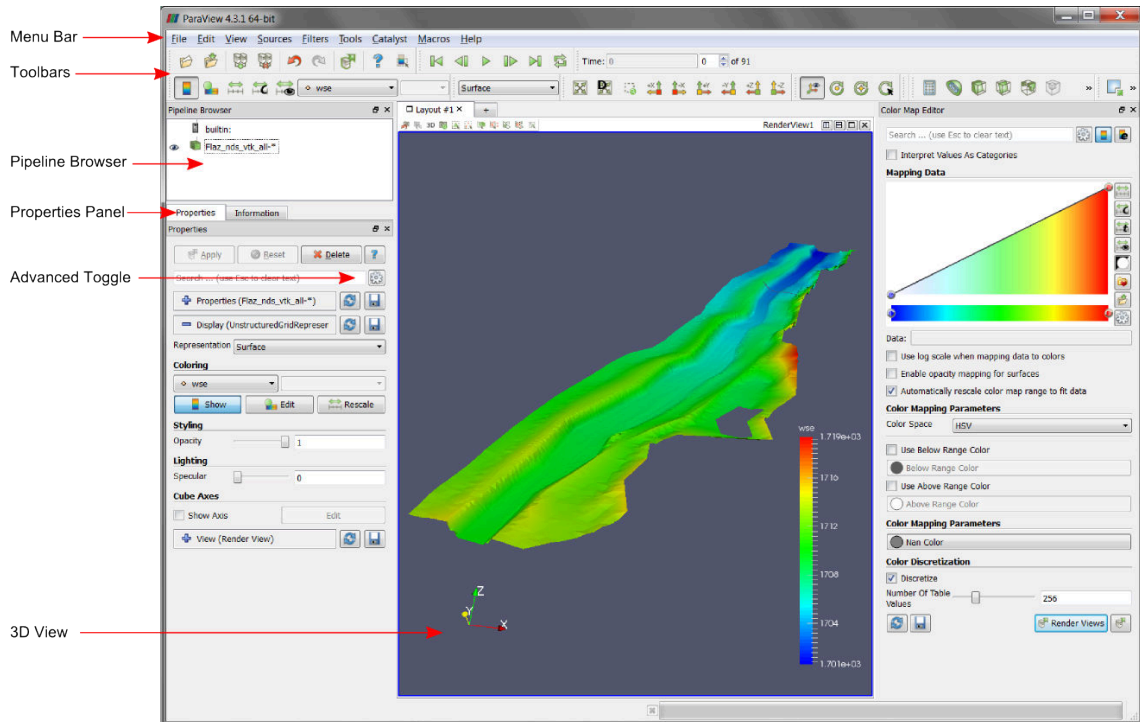 ParaView 4.3.1 64-bit
Menu Bar
File Edit View Sources Filters Tools Catalyst Macros Help
Toolbars
Time: 0 0 of 91
wse Surface
Pipeline Browser
Layout #1
Color Map Editor
builtin:
3D
RenderView1
Search ... (use Esc to clear text)
Flaz_nds_vtk_all-*
Pipeline Browser
Interpret Values As Categories
Mapping Data
Properties Panel
Properties Information
Properties
Apply Reset Delete ?
Advanced Toggle
Search ... (use Esc to clear text)
Properties (Flaz_nds_vtk_all-*)
Display (UnstructuredGridRepreser
Representation Surface
Coloring
wse
Show Edit Rescale
Styling
Opacity 1
Lighting
Specular 0
Cube Axes
Show Axis Edit
View (Render View)
3D View
Z
Y
X
wse
1.719e+03
1716
1712
1708
1704
1.701e+03
Data:
Use log scale when mapping data to colors
Enable opacity mapping for surfaces
Automatically rescale color map range to fit data
Color Mapping Parameters
Color Space HSV
Use Below Range Color
Below Range Color
Use Above Range Color
Above Range Color
Color Mapping Parameters
Nan Color
Color Discretization
Discretize
Number Of Table
Values
256
Render Views